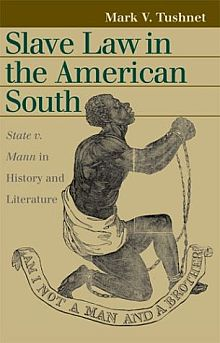 Mark V. Tushnet
Slave Law in
the American
South
State v.
Mann in
History and
Literature
AM I NOT A MAN AND A BROTHER?